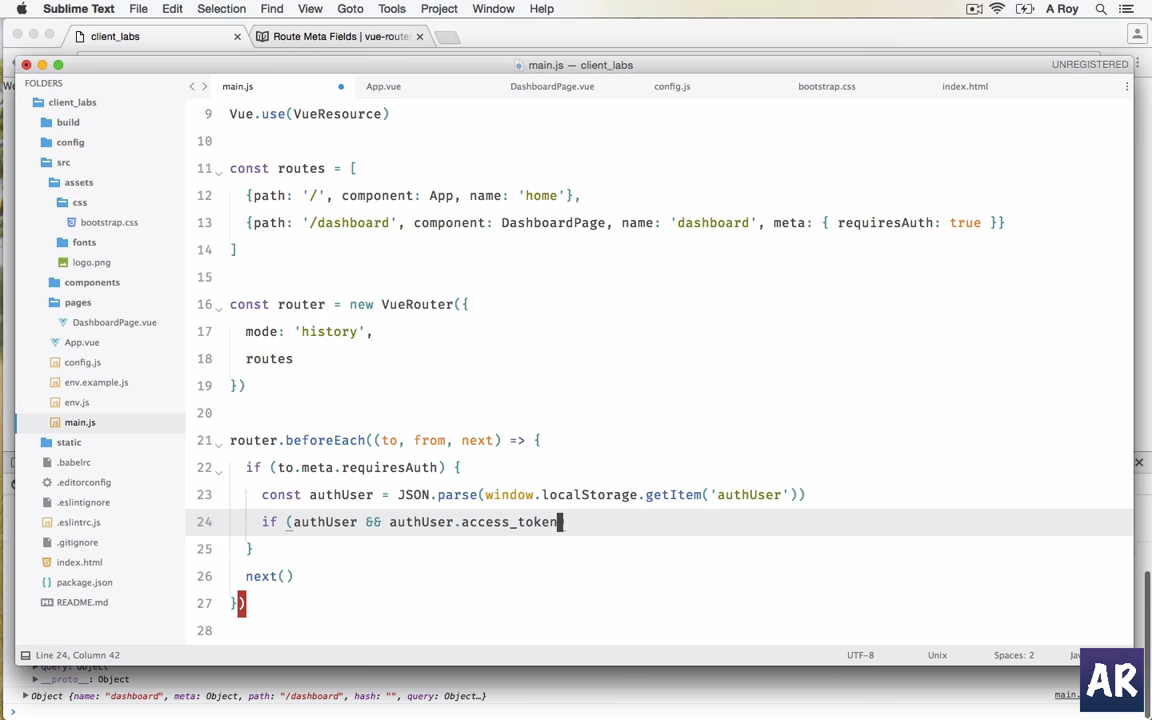 Sublime Text File Edit Selection Find View Goto Tools Project Window Help A Roy
client_labs × Route Meta Fields | vue-route ×
main.js — client_labs UNREGISTERED
FOLDERS
client_labs
build
config
src
assets
css
bootstrap.css
fonts
logo.png
components
pages
DashboardPage.vue
App.vue
config.js
env.example.js
env.js
main.js
static
.babelrc
.editorconfig
.eslintignore
.eslintrc.js
.gitignore
index.html
package.json
README.md
main.js App.vue DashboardPage.vue config.js bootstrap.css index.html
9 Vue.use(VueResource)
10
11 const routes = [
12 {path: '/', component: App, name: 'home'},
13 {path: '/dashboard', component: DashboardPage, name: 'dashboard', meta: { requiresAuth: true }}
14 ]
15
16 const router = new VueRouter({
17 mode: 'history',
18 routes
19 })
20
21 router.beforeEach((to, from, next) => {
22 if (to.meta.requiresAuth) {
23 const authUser = JSON.parse(window.localStorage.getItem('authUser'))
24 if (authUser && authUser.access_token)
25 }
26 next()
27 })
28
Line 24, Column 42 UTF-8 Unix Spaces: 2
query: Object
__proto__: Object
Object {name: "dashboard", meta: Object, path: "/dashboard", hash: "", query: Object…} main.
AR